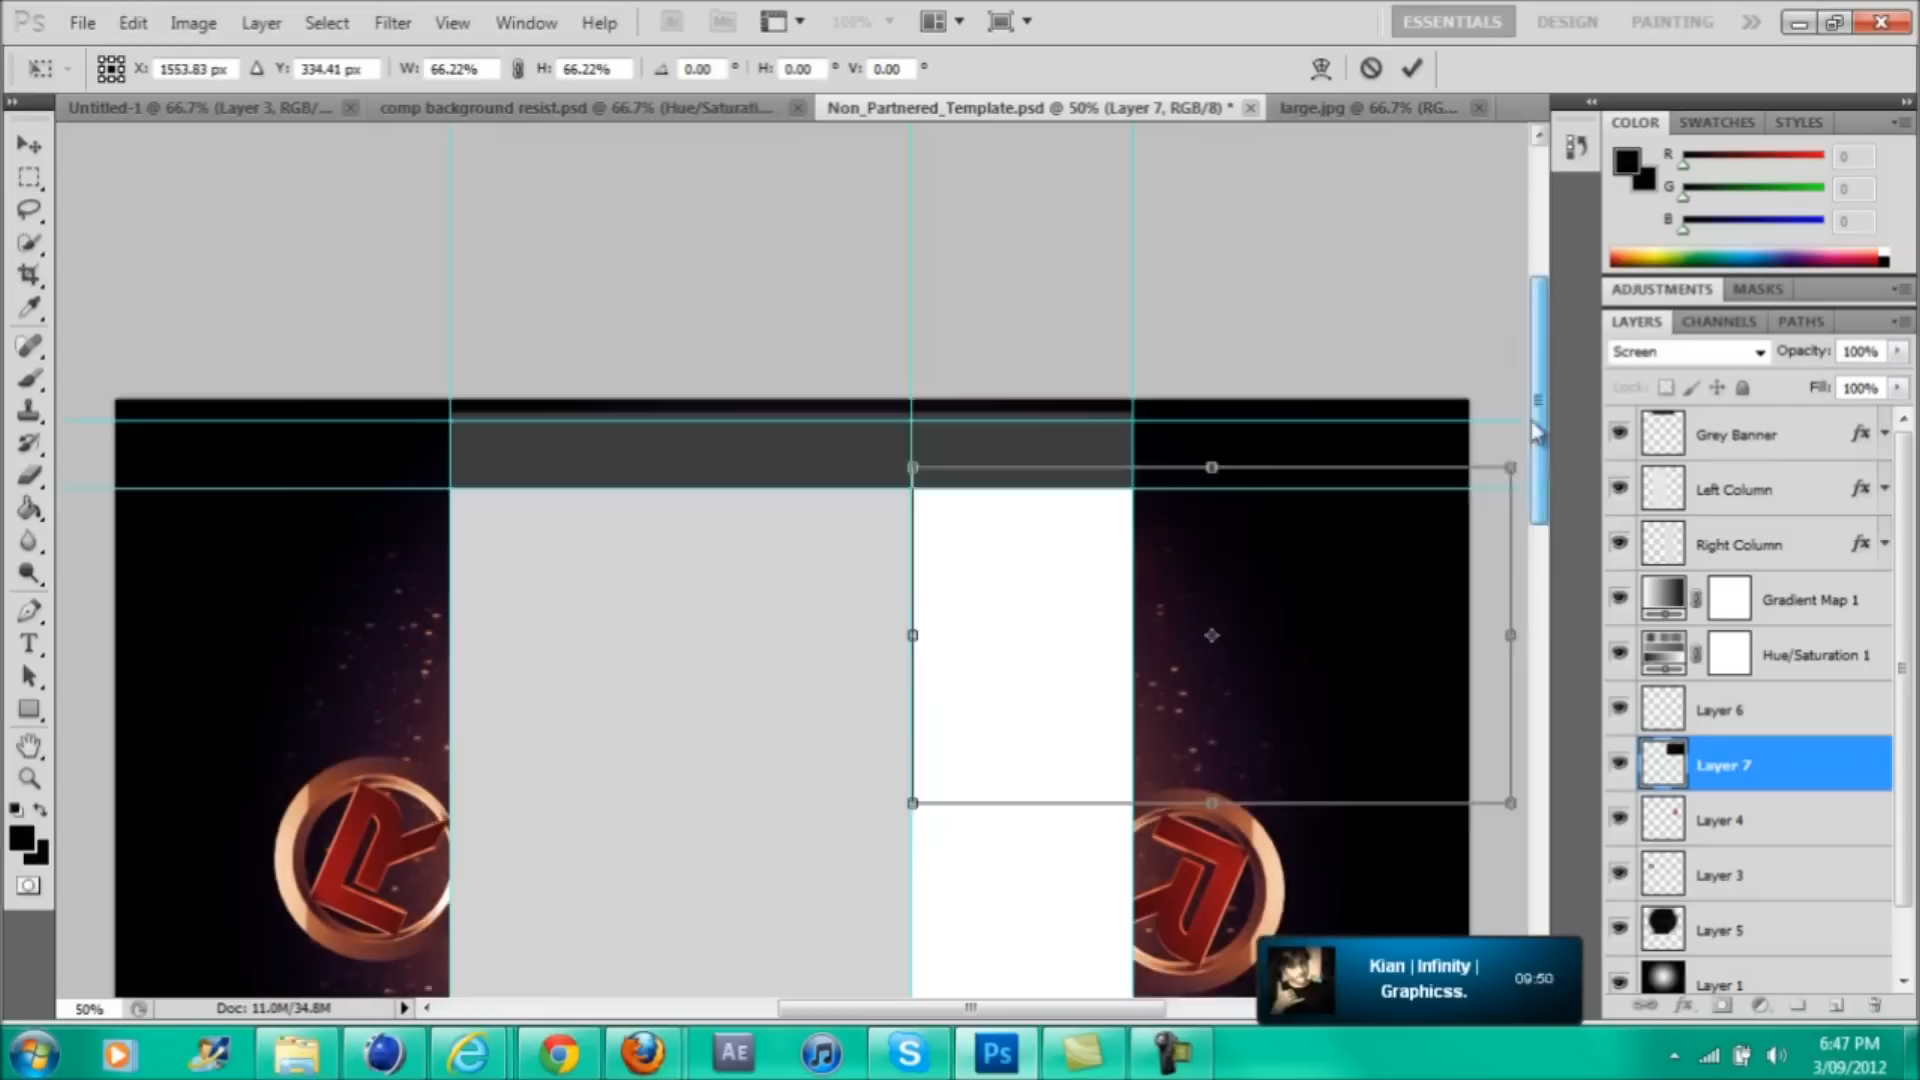 Ps File Edit Image Layer Select Filter View Window Help 100% ESSENTIALS DESIGN PAINTING
X: 1553.83 px Y: 334.41 px W: 66.22% H: 66.22% 0.00 ° H: 0.00 ° V: 0.00 °
Untitled-1 @ 66.7% (Layer 3, RGB/... comp background resist.psd @ 66.7% (Hue/Saturati... Non_Partnered_Template.psd @ 50% (Layer 7, RGB/8) * large.jpg @ 66.7% (RG...
COLOR SWATCHES STYLES
R 0
G 0
B 0
ADJUSTMENTS MASKS
LAYERS CHANNELS PATHS
Screen Opacity: 100%
Lock: Fill: 100%
Grey Banner fx
Left Column fx
Right Column fx
Gradient Map 1
Hue/Saturation 1
Layer 6
Layer 7
Layer 4
Layer 3
Layer 5
Layer 1
Kian | Infinity |
Graphicss.
09:50
50% Doc: 11.0M/34.8M
AE S Ps
6:47 PM
3/09/2012